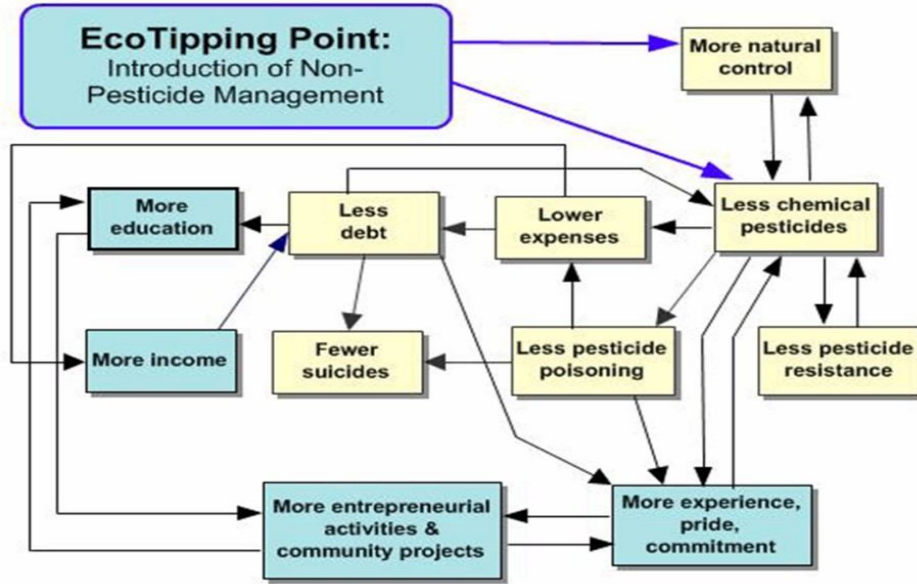 EcoTipping Point:
Introduction of Non-
Pesticide Management
More natural
control
More
education
Less
debt
Lower
expenses
Less chemical
pesticides
More income
Fewer
suicides
Less pesticide
poisoning
Less pesticide
resistance
More entrepreneurial
activities &
community projects
More experience,
pride,
commitment